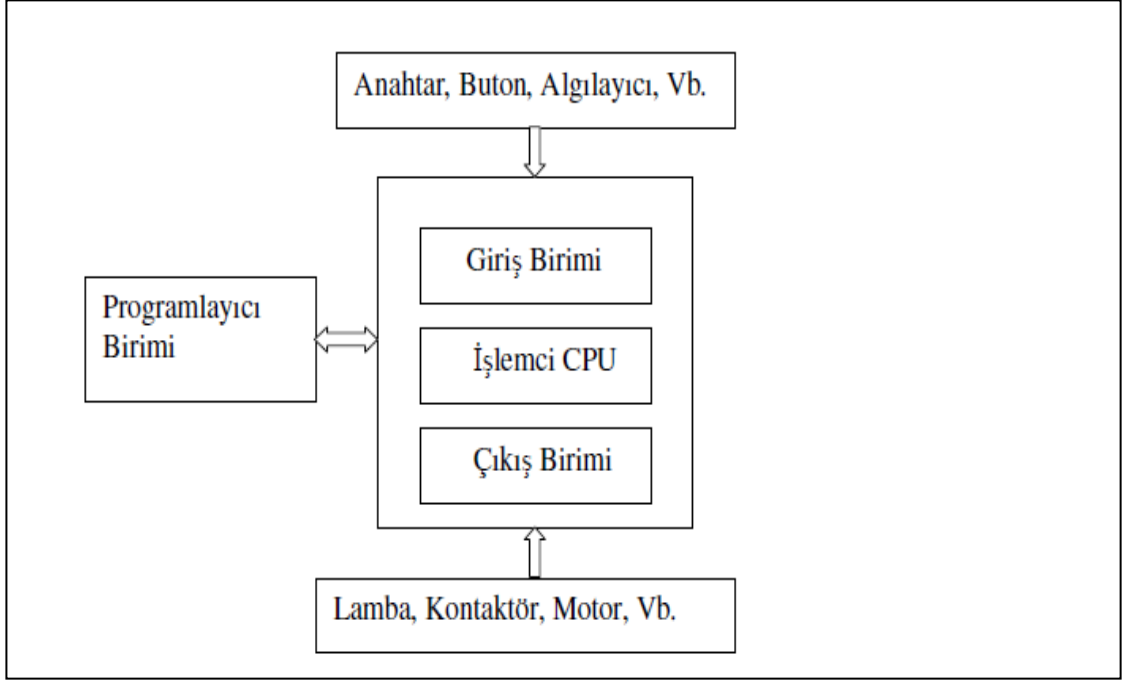 Anahtar, Buton, Algılayıcı, Vb.
Giriş Birimi
Programlayıcı
Birimi
İşlemci CPU
Çıkış Birimi
Lamba, Kontaktör, Motor, Vb.